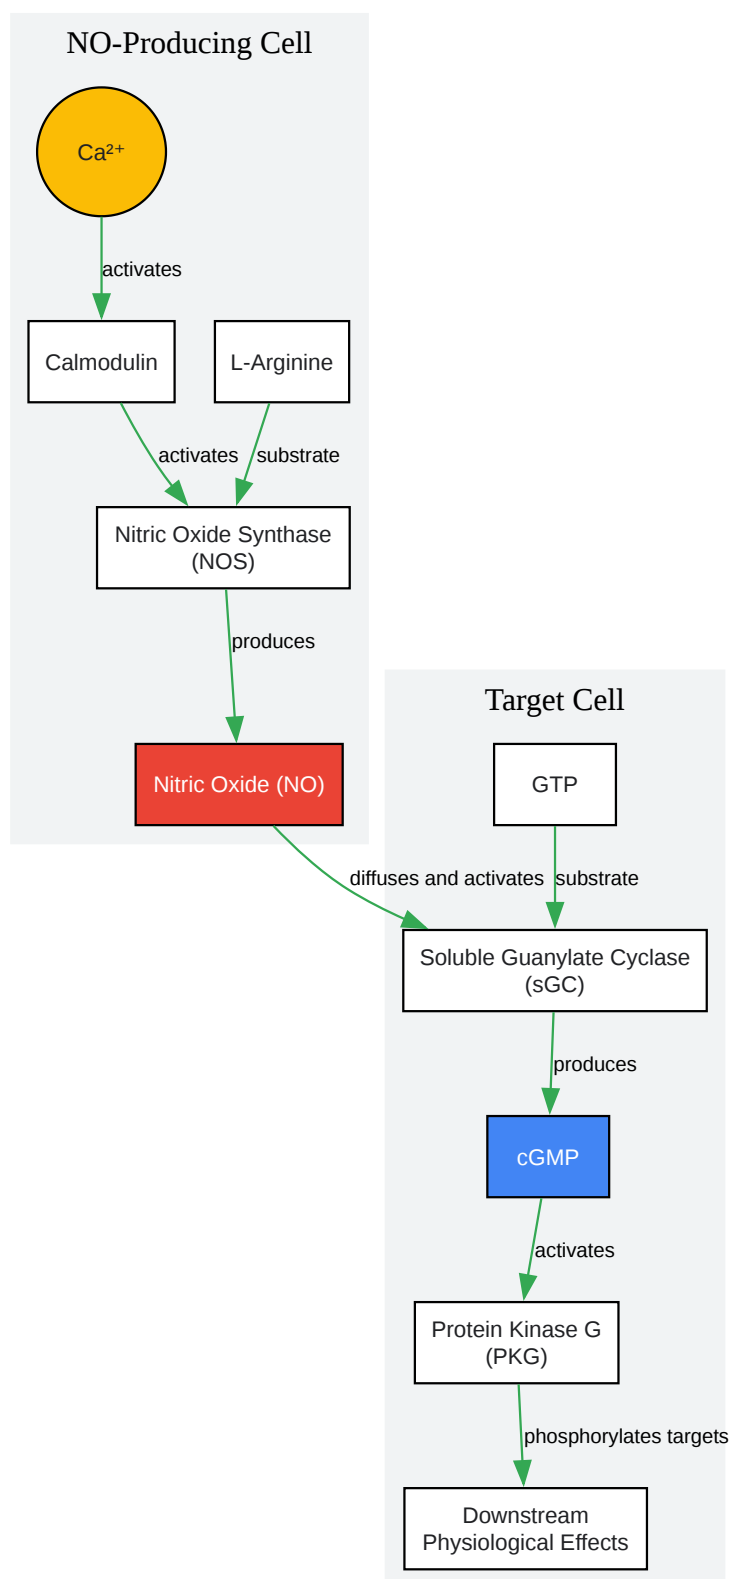 NO-Producing Cell
Ca²⁺
activates
Calmodulin
L-Arginine
activates
substrate
Nitric Oxide Synthase
(NOS)
produces
Nitric Oxide (NO)
Target Cell
GTP
diffuses and activates
substrate
Soluble Guanylate Cyclase
(sGC)
produces
cGMP
activates
Protein Kinase G
(PKG)
phosphorylates targets
Downstream
Physiological Effects